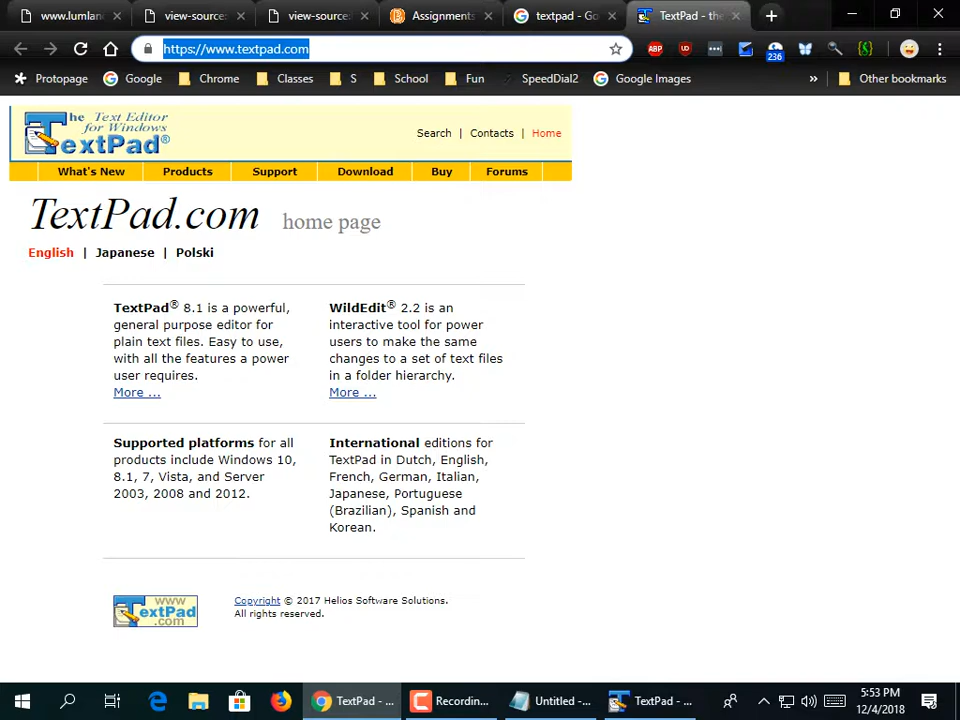 www.lumlan
view-source:
view-source:
Assignments
textpad - Go
TextPad - the
https://www.textpad.com
ABP
236
Protopage
Google
Chrome
Classes
S
School
Fun
SpeedDial2
Google Images
»
Other bookmarks
The Text Editor
for Windows
TextPad®
Search | Contacts | Home
What's New
Products
Support
Download
Buy
Forums
TextPad.com home page
English | Japanese | Polski
TextPad® 8.1 is a powerful,
general purpose editor for
plain text files. Easy to use,
with all the features a power
user requires.
More ...
WildEdit® 2.2 is an
interactive tool for power
users to make the same
changes to a set of text files
in a folder hierarchy.
More ...
Supported platforms for all
products include Windows 10,
8.1, 7, Vista, and Server
2003, 2008 and 2012.
International editions for
TextPad in Dutch, English,
French, German, Italian,
Japanese, Portuguese
(Brazilian), Spanish and
Korean.
www
TextPad
.com
Copyright © 2017 Helios Software Solutions.
All rights reserved.
TextPad - ...
Recording...
Untitled -...
TextPad - ...
5:53 PM
12/4/2018